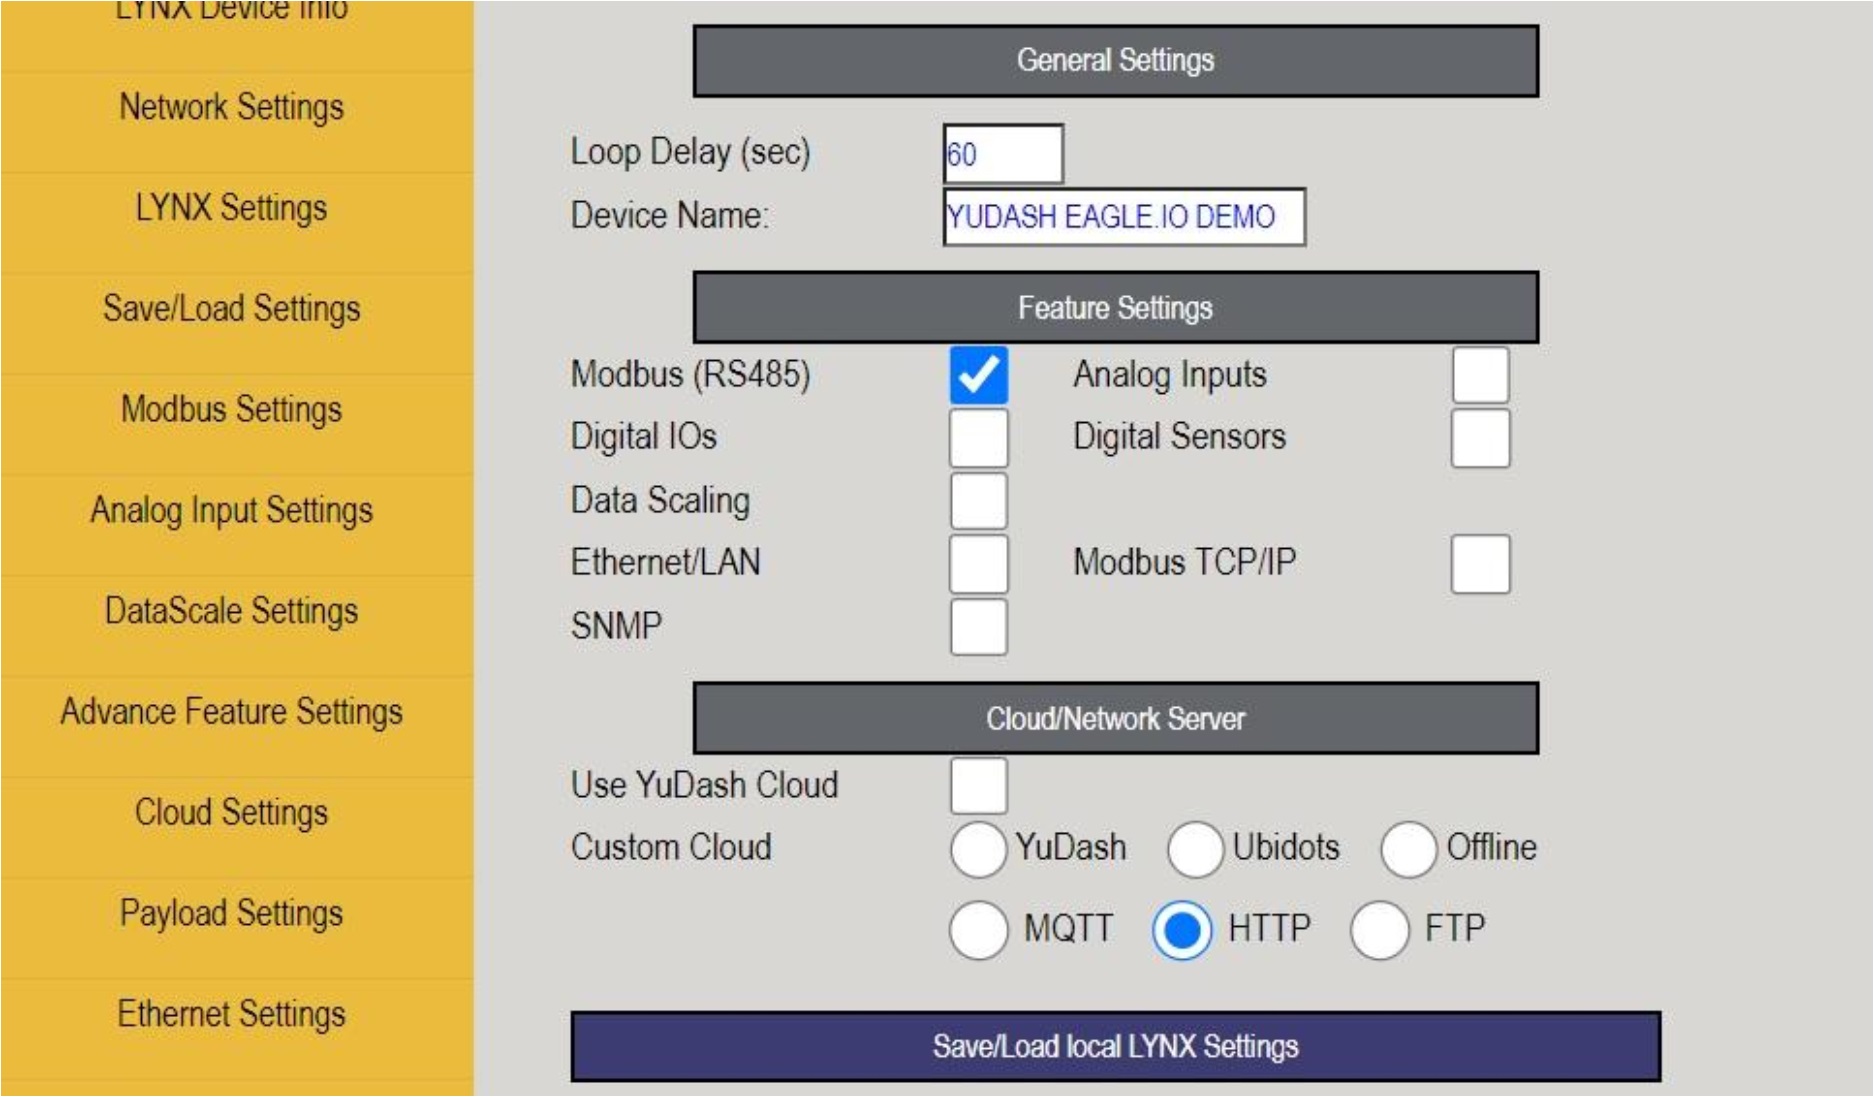 LYNX Device Info
Network Settings
LYNX Settings
Save/Load Settings
Modbus Settings
Analog Input Settings
DataScale Settings
Advance Feature Settings
Cloud Settings
Payload Settings
Ethernet Settings
General Settings
Loop Delay (sec) 60
Device Name: YUDASH EAGLE.IO DEMO
Feature Settings
Modbus (RS485) Analog Inputs
Digital IOs Digital Sensors
Data Scaling
Ethernet/LAN Modbus TCP/IP
SNMP
Cloud/Network Server
Use YuDash Cloud
Custom Cloud YuDash Ubidots Offline
MQTT HTTP FTP
Save/Load local LYNX Settings